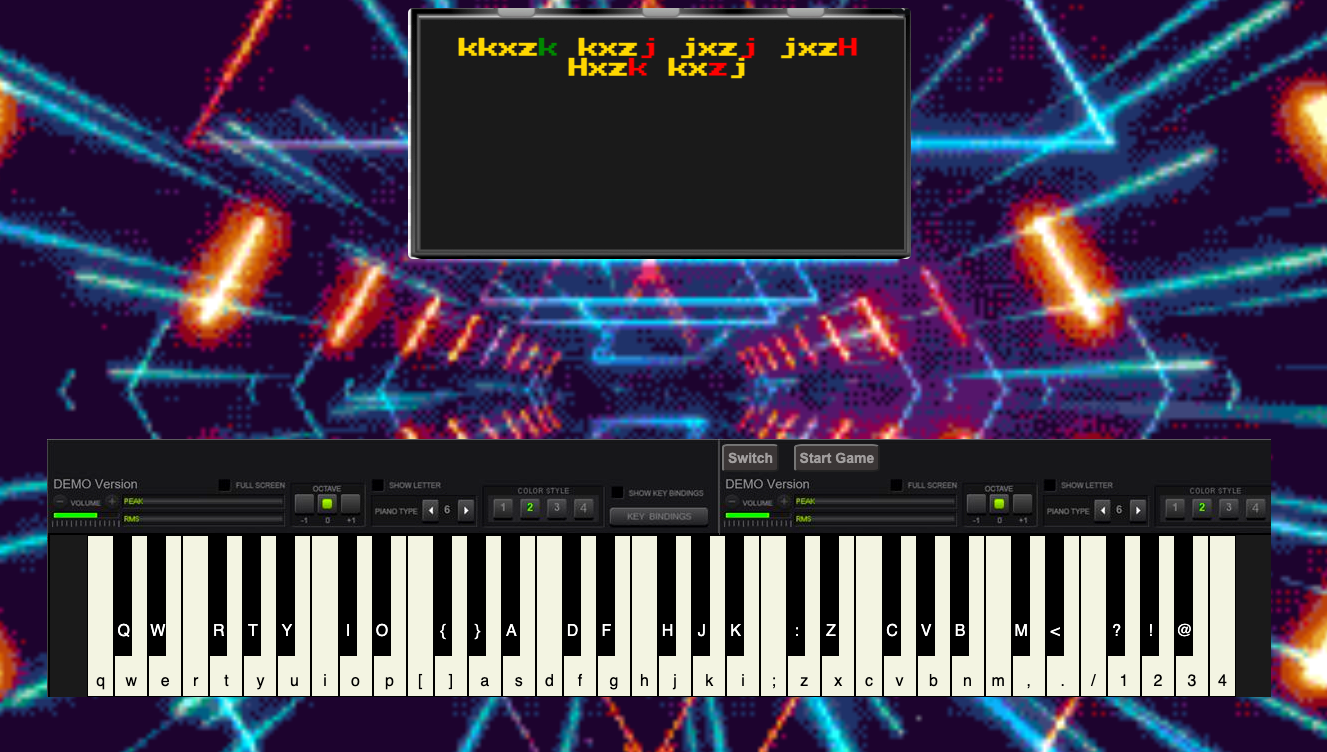 kkxzk kxzj jxzj jxzH
Hxzk kxzj
Switch Start Game
DEMO Version FULL SCREEN OCTAVE SHOW LETTER COLOR STYLE SHOW KEY BINDINGS DEMO Version FULL SCREEN OCTAVE SHOW LETTER COLOR STYLE
− VOLUME + PEAK PIANO TYPE 6 1 2 3 4 KEY BINDINGS − VOLUME + PEAK PIANO TYPE 6 1 2 3 4
RMS -1 0 +1 RMS -1 0 +1
Q W R T Y I O { } A D F H J K : Z C V B M < ? ! @
q w e r t y u i o p [ ] a s d f g h j k i ; z x c v b n m , . / 1 2 3 4